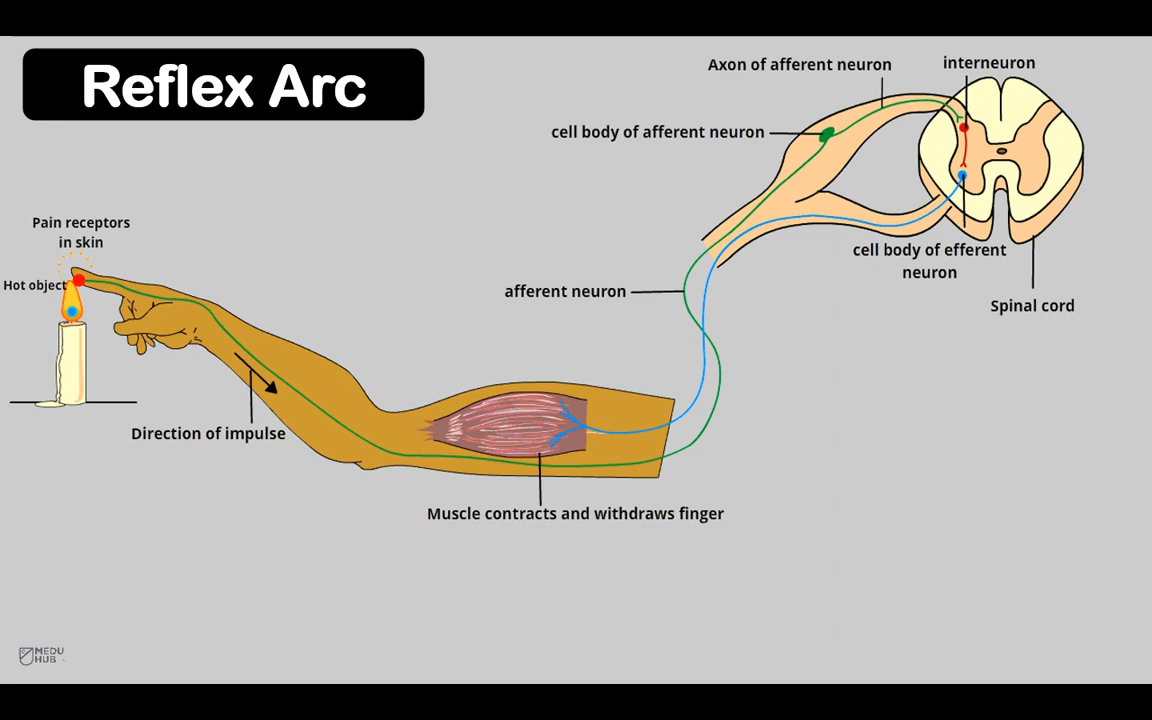 Reflex Arc
Axon of afferent neuron
interneuron
cell body of afferent neuron
Pain receptors
in skin
Hot object
cell body of efferent
neuron
afferent neuron
Spinal cord
Direction of impulse
Muscle contracts and withdraws finger
MEDU
HUB